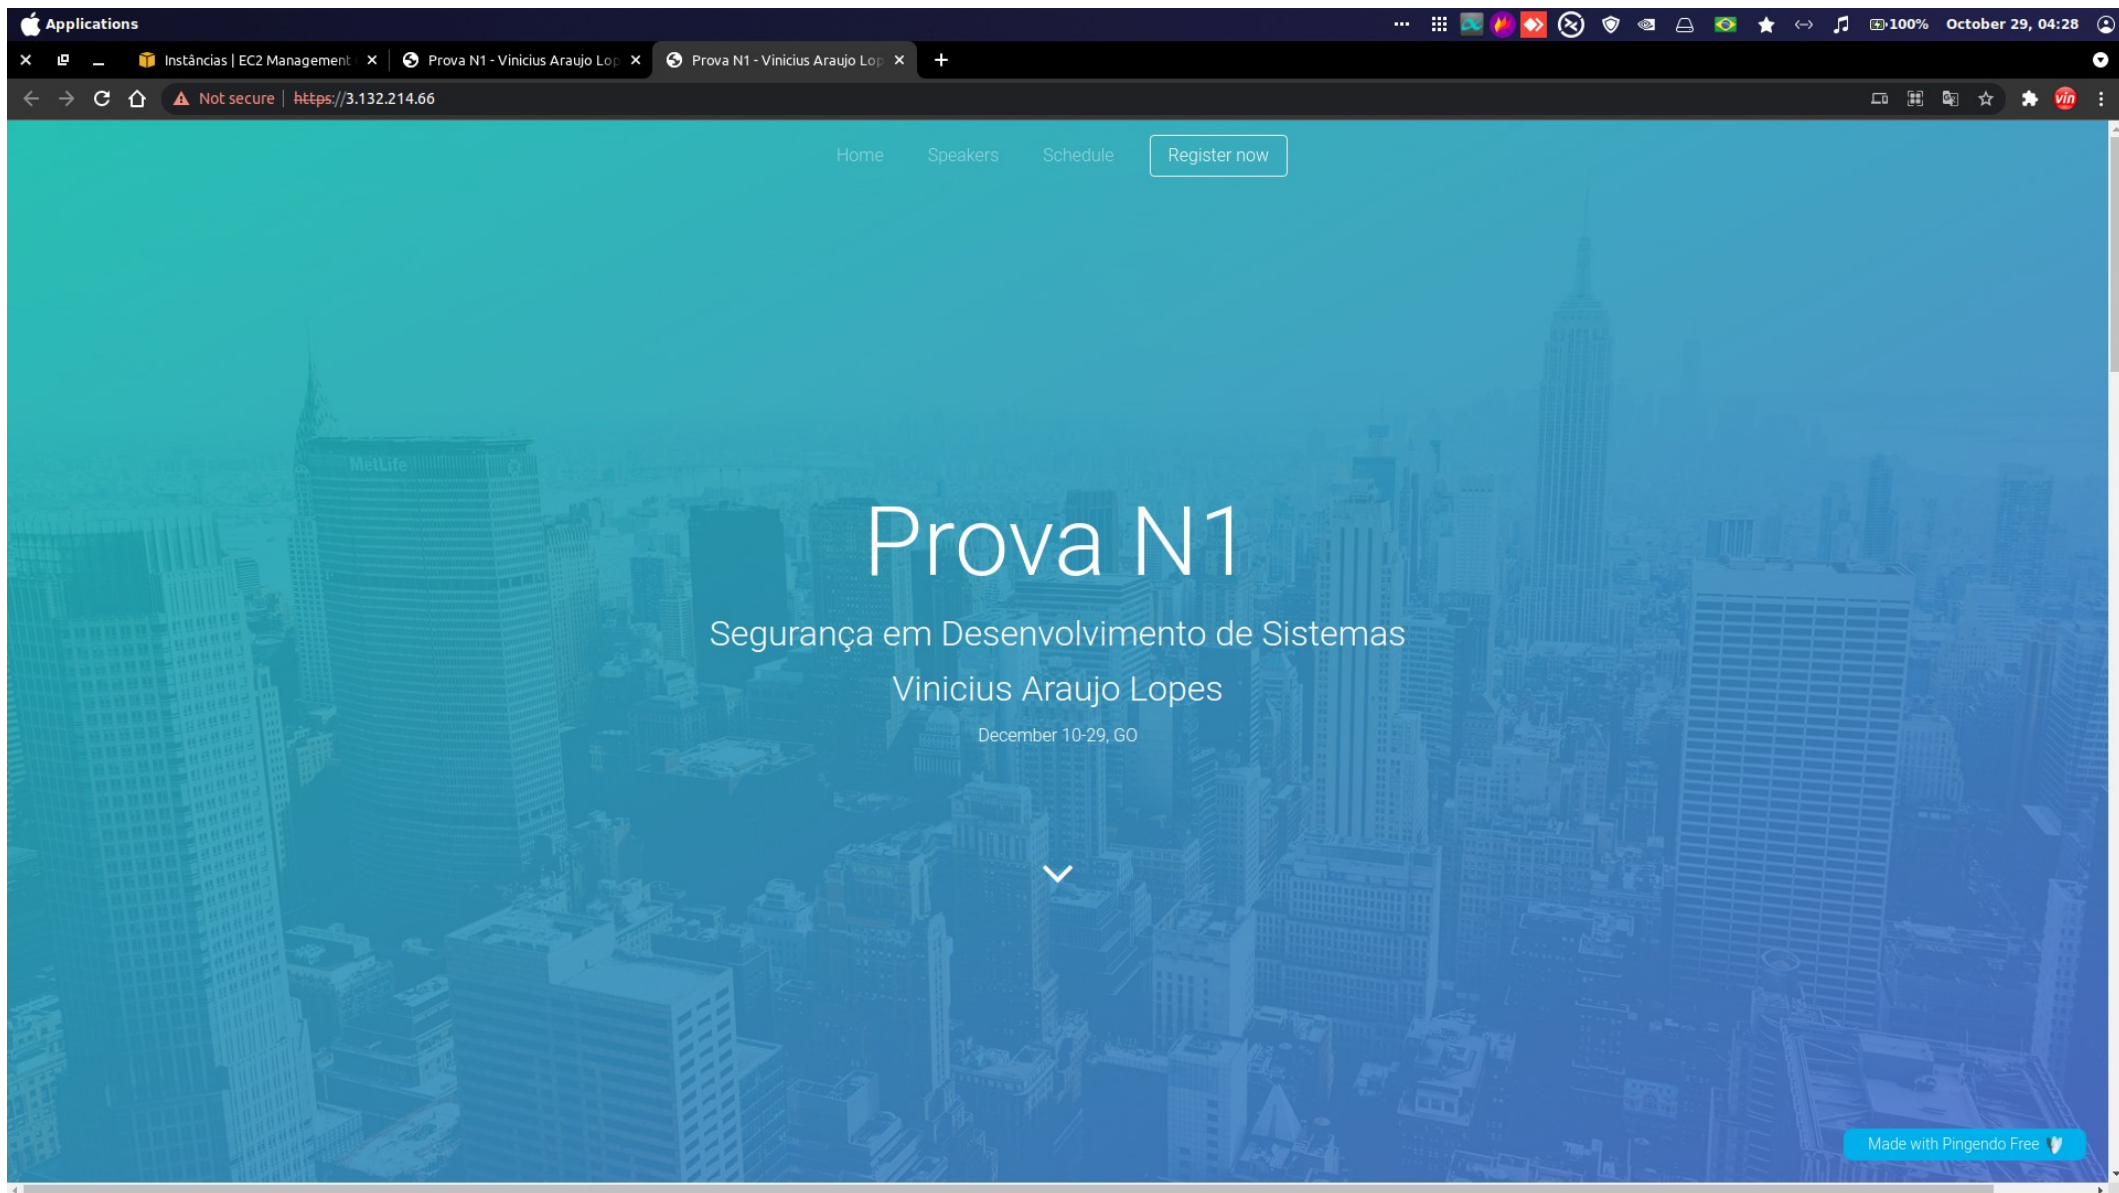 Applications
100% October 29, 04:28
Instâncias | EC2 Management
Prova N1 - Vinicius Araujo Lop
Prova N1 - Vinicius Araujo Lop
Not secure | https://3.132.214.66
vin
Home
Speakers
Schedule
Register now
MetLife
Prova N1
Segurança em Desenvolvimento de Sistemas
Vinicius Araujo Lopes
December 10-29, GO
Made with Pingendo Free